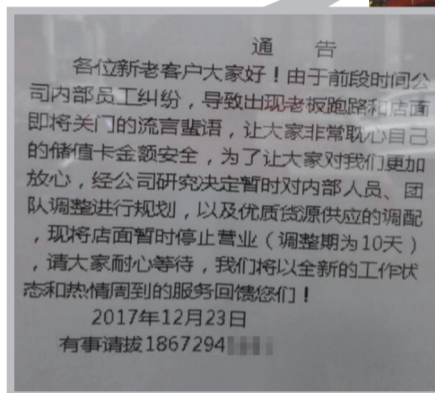 通 告
各位新老客户大家好！由于前段时间公
司内部员工纠纷，导致出现老板跑路和店面
即将关门的流言蜚语，让大家非常耽心自己
的储值卡金额安全，为了让大家对我们更加
放心，经公司研究决定暂时对内部人员、团
队调整进行规划，以及优质货源供应的调配
，现将店面暂时停止营业（调整期为10天）
，请大家耐心等待，我们将以全新的工作状
态和热情周到的服务回馈您们！
2017年12月23日
有事请拔1867294